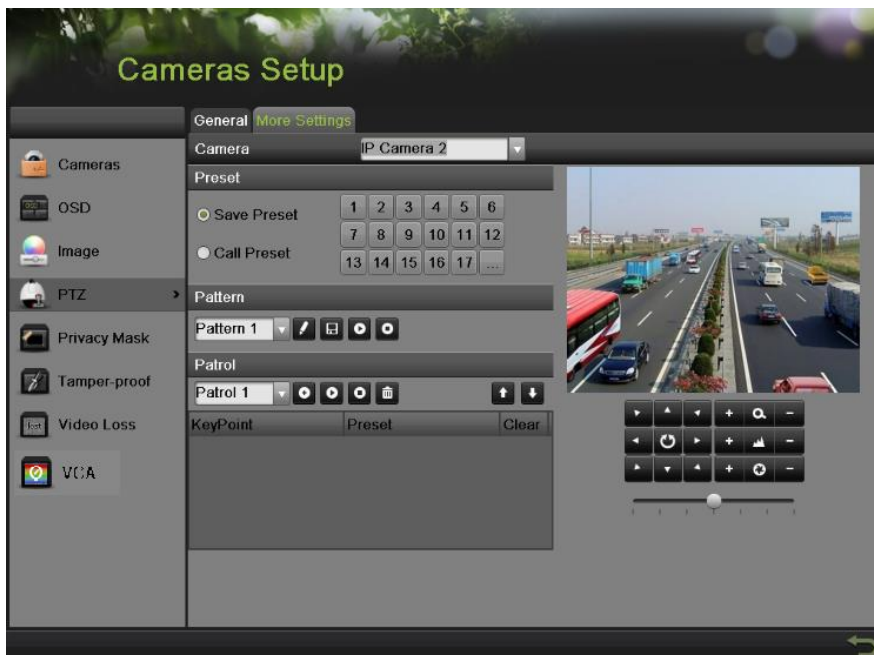 Cameras Setup
General More Settings
Cameras
OSD
Image
PTZ
Privacy Mask
Tamper-proof
Video Loss
VCA
Camera IP Camera 2
Preset
Save Preset
Call Preset
1 2 3 4 5 6
7 8 9 10 11 12
13 14 15 16 17 ...
Pattern
Pattern 1
Patrol
Patrol 1
KeyPoint Preset Clear